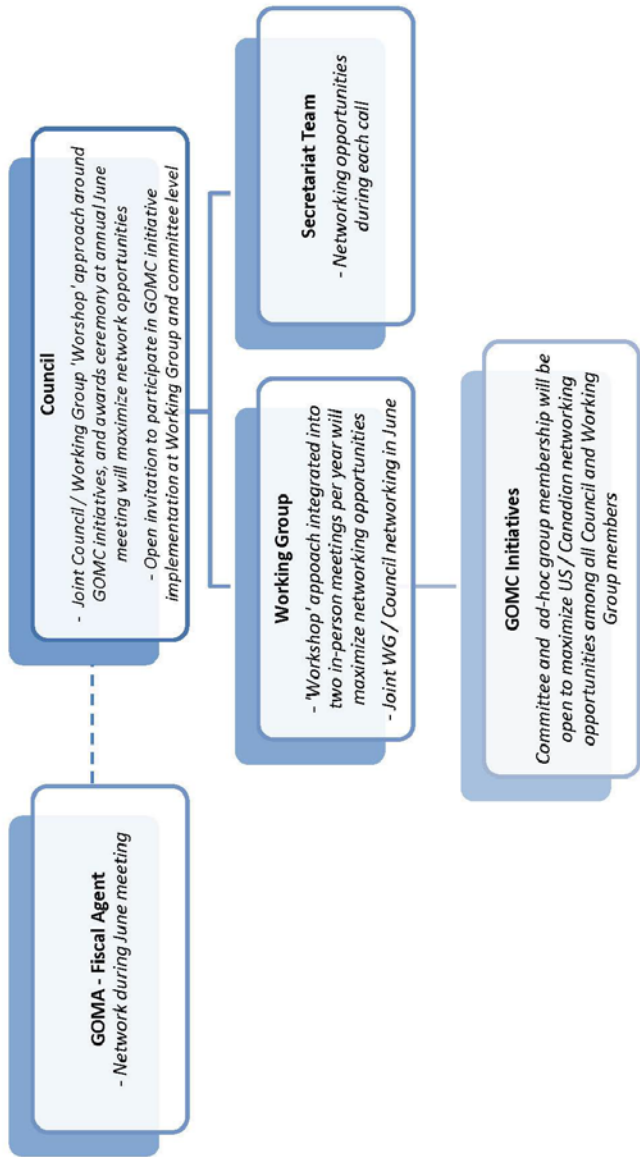 Council
- Joint Council / Working Group 'Worshop' approach around
GOMC initiatives, and awards ceremony at annual June
meeting will maximize network opportunities
- Open invitation to participate in GOMC initiative
implementation at Working Group and committee level
GOMA - Fiscal Agent
- Network during June meeting
Working Group
- 'Workshop' appoach integrated into
two in-person meetings per year will
maximize networking opportunities
- Joint WG / Council networking in June
Secretariat Team
- Networking opportunities
during each call
GOMC Initiatives
Committee and ad-hoc group membership will be
open to maximize US / Canadian networking
opportunities among all Council and Working
Group members